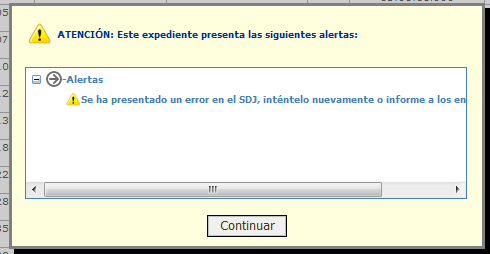 ATENCIÓN: Este expediente presenta las siguientes alertas:
-Alertas
Se ha presentado un error en el SDJ, inténtelo nuevamente o informe a los en
Continuar